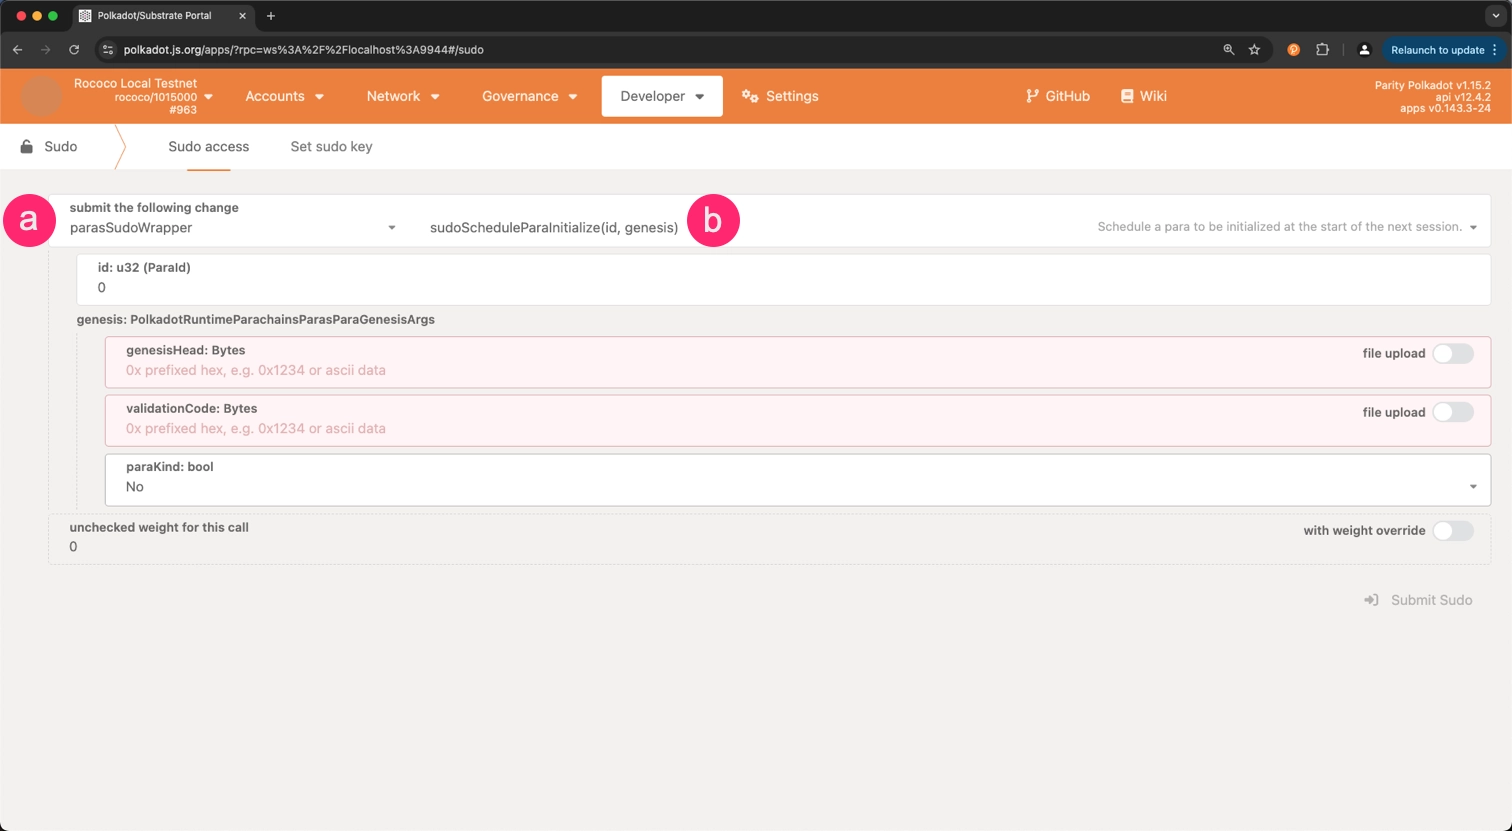 Polkadot/Substrate Portal
polkadot.js.org/apps/?rpc=ws%3A%2F%2Flocalhost%3A9944#/sudo
Relaunch to update
Rococo Local Testnet
rococo/1015000
#963
Accounts
Network
Governance
Developer
Settings
GitHub
Wiki
Parity Polkadot v1.15.2
api v12.4.2
apps v0.143.3-24
Sudo
Sudo access
Set sudo key
a
submit the following change
parasSudoWrapper
sudoScheduleParaInitialize(id, genesis)
b
Schedule a para to be initialized at the start of the next session.
id: u32 (ParaId)
0
genesis: PolkadotRuntimeParachainsParasParaGenesisArgs
genesisHead: Bytes
0x prefixed hex, e.g. 0x1234 or ascii data
file upload
validationCode: Bytes
0x prefixed hex, e.g. 0x1234 or ascii data
file upload
paraKind: bool
No
unchecked weight for this call
0
with weight override
Submit Sudo